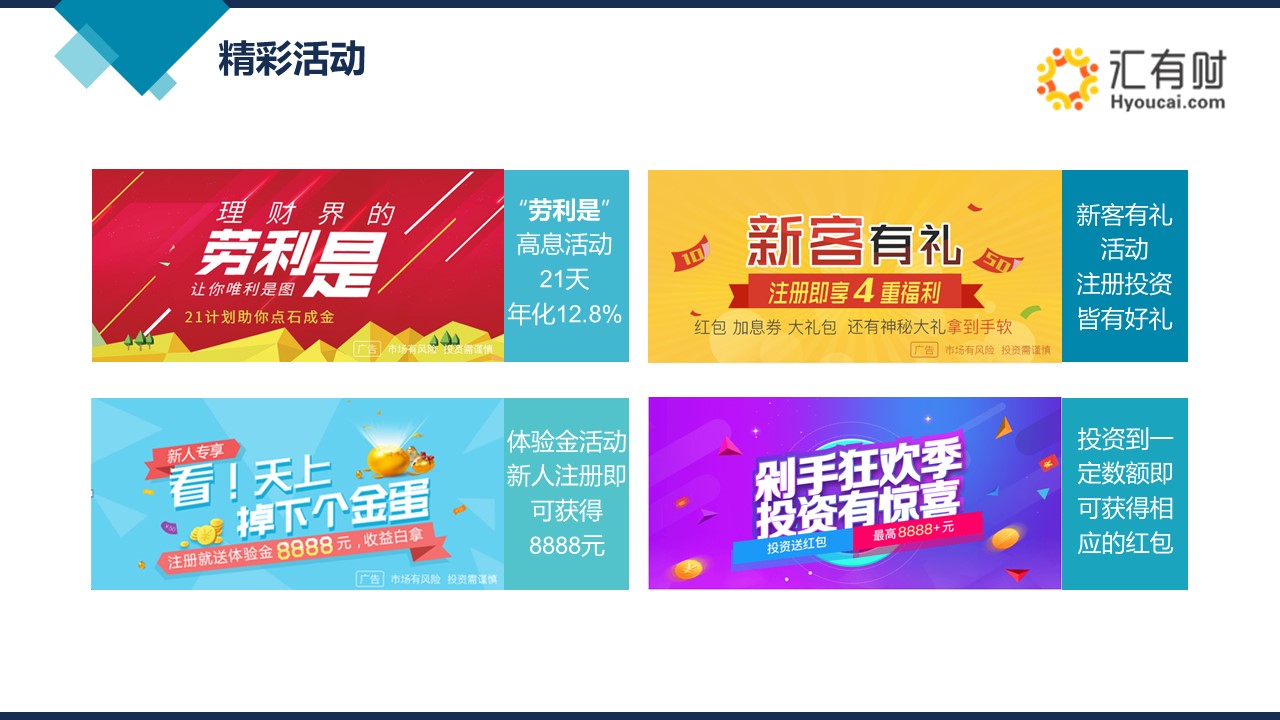 精彩活动
汇有财
Hyoucai.com
理财界的
劳利是
让你唯利是图
21计划助你点石成金
广告 市场有风险 投资需谨慎
“劳利是”
高息活动
21天
年化12.8%
新客有礼
10
50
注册即享4重福利
红包 加息券 大礼包 还有神秘大礼拿到手软
广告 市场有风险 投资需谨慎
新客有礼
活动
注册投资
皆有好礼
新人专享
看！天上
掉下个金蛋
注册就送体验金8888元，收益白拿
广告 市场有风险 投资需谨慎
体验金活动
新人注册即
可获得
8888元
剁手狂欢季
投资有惊喜
投资送红包
最高8888+元
投资到一
定数额即
可获得相
应的红包